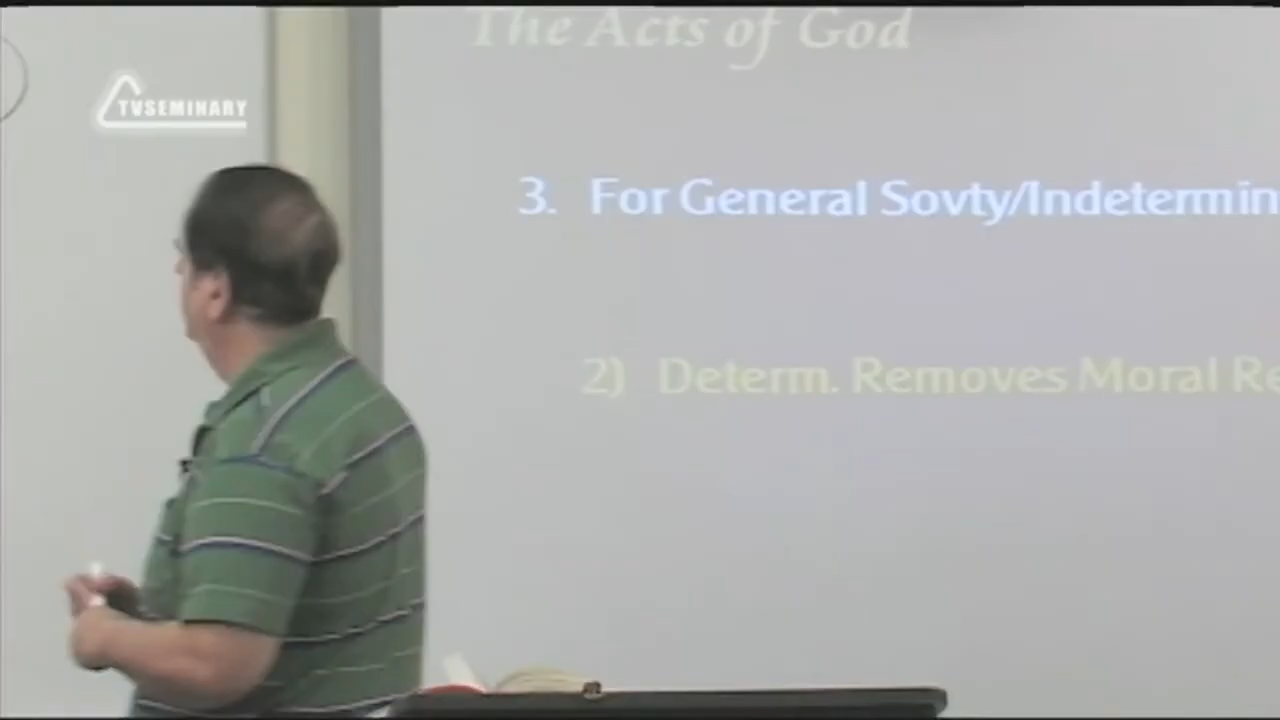 The Acts of God
TVSEMINARY
3. For General Sovty/Indetermin
2) Determ. Removes Moral Re